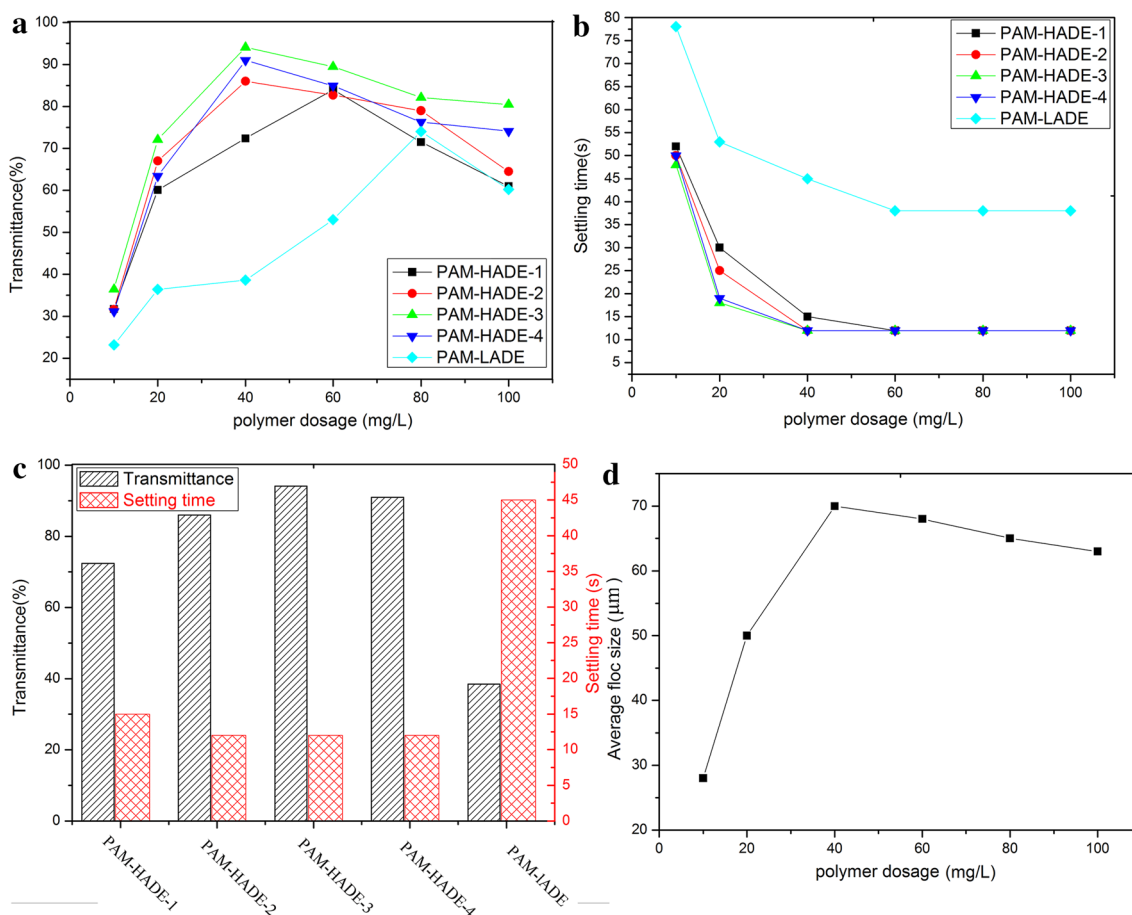 a
100
90
80
70
60
50
40
30
20
Transmittance(%)
0
20
40
60
80
100
polymer dosage (mg/L)
PAM-HADE-1
PAM-HADE-2
PAM-HADE-3
PAM-HADE-4
PAM-LADE
b
80
75
70
65
60
55
50
45
40
35
30
25
20
15
10
5
Settling time(s)
0
20
40
60
80
100
polymer dosage (mg/L)
PAM-HADE-1
PAM-HADE-2
PAM-HADE-3
PAM-HADE-4
PAM-LADE
c
Transmittance
Setting time
100
80
60
40
20
0
Transmittance(%)
50
45
40
35
30
25
20
15
10
5
0
Settling time (s)
PAM-HADE-1
PAM-HADE-2
PAM-HADE-3
PAM-HADE-4
PAM-lADE
d
70
60
50
40
30
20
Average floc size (μm)
0
20
40
60
80
100
polymer dosage (mg/L)